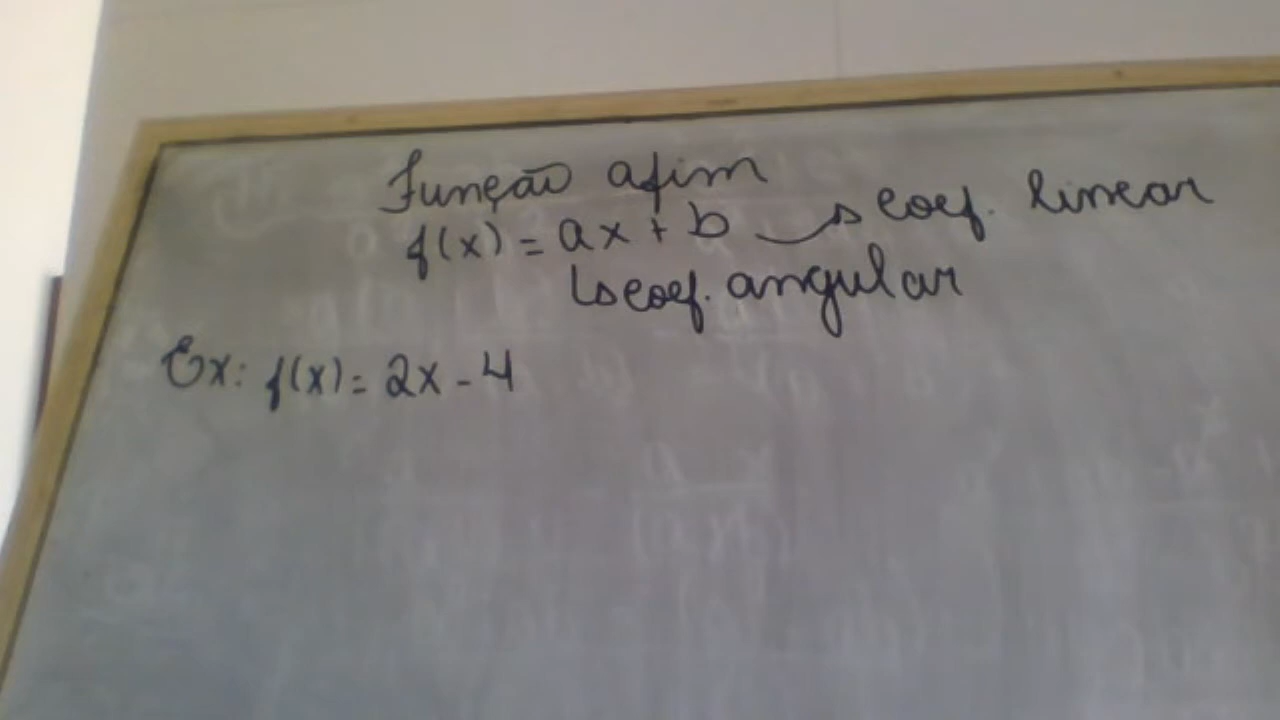 Função afim
f(x) = ax + b ↳ coef. linear
↳ coef. angular
Ex: f(x) = 2x - 4